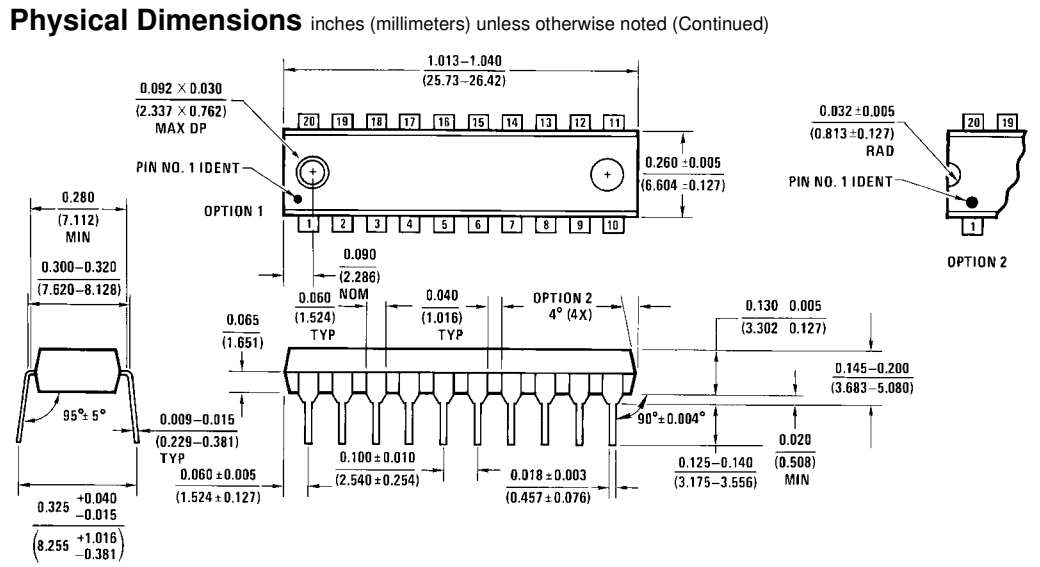 Physical Dimensions inches (millimeters) unless otherwise noted (Continued)
1.013–1.040
(25.73–26.42)
0.092 × 0.030
(2.337 × 0.762)
MAX DP
20 19 18 17 16 15 14 13 12 11
PIN NO. 1 IDENT
OPTION 1
1 2 3 4 5 6 7 8 9 10
0.260 ±0.005
(6.604 ±0.127)
0.032 ±0.005
(0.813 ±0.127)
RAD
20 19
PIN NO. 1 IDENT
1
OPTION 2
0.280
(7.112)
MIN
0.300–0.320
(7.620–8.128)
0.090
(2.286)
NOM
0.060
(1.524)
TYP
0.040
(1.016)
TYP
OPTION 2
4° (4X)
0.065
(1.651)
0.130 0.005
(3.302 0.127)
0.145–0.200
(3.683–5.080)
95° ± 5°
0.009–0.015
(0.229–0.381)
TYP
90° ±0.004°
0.020
(0.508)
MIN
0.125–0.140
(3.175–3.556)
0.100 ±0.010
(2.540 ±0.254)
0.018 ±0.003
(0.457 ±0.076)
0.060 ±0.005
(1.524 ±0.127)
0.325 +0.040
−0.015
(8.255 +1.016
−0.381)